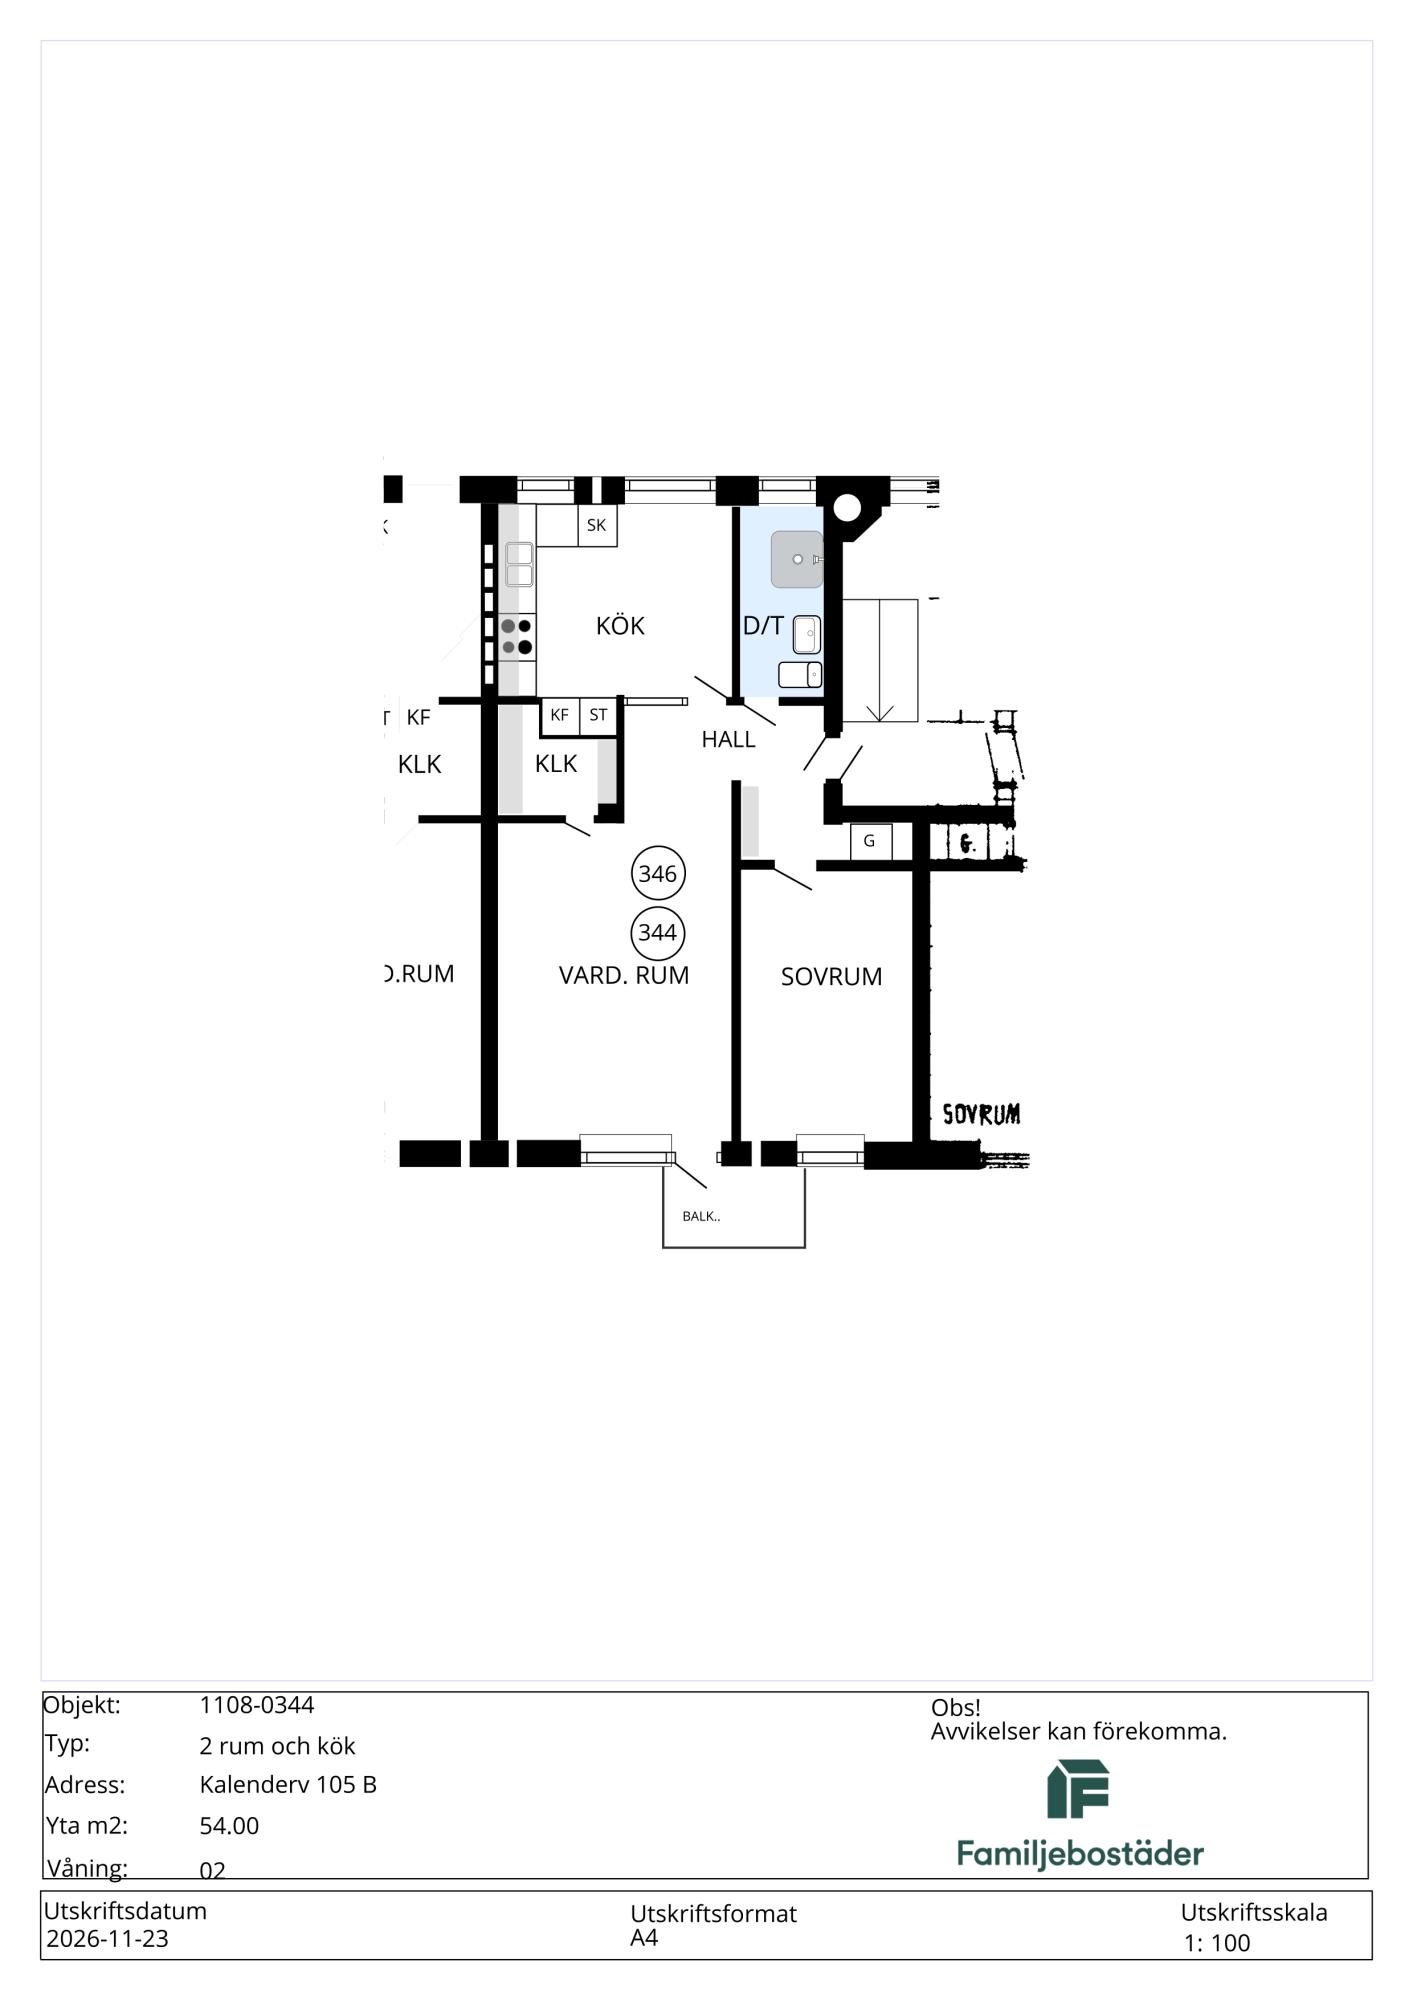 SK
KÖK
D/T
KF
KF
ST
HALL
KLK
KLK
G
G.
346
344
D.RUM
VARD. RUM
SOVRUM
SOVRUM
BALK..
Objekt: 1108-0344
Typ: 2 rum och kök
Adress: Kalenderv 105 B
Yta m2: 54.00
Våning: 02
Obs!
Avvikelser kan förekomma.
Familjebostäder
Utskriftsdatum
2026-11-23
Utskriftsformat
A4
Utskriftsskala
1: 100